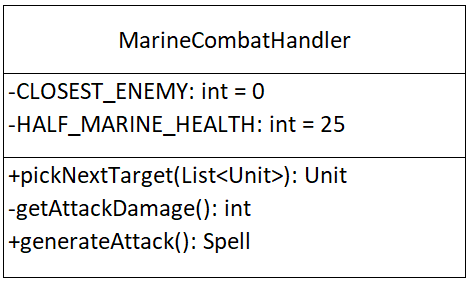 MarineCombatHandler
-CLOSEST_ENEMY: int = 0
-HALF_MARINE_HEALTH: int = 25
+pickNextTarget(List<Unit>): Unit
-getAttackDamage(): int
+generateAttack(): Spell